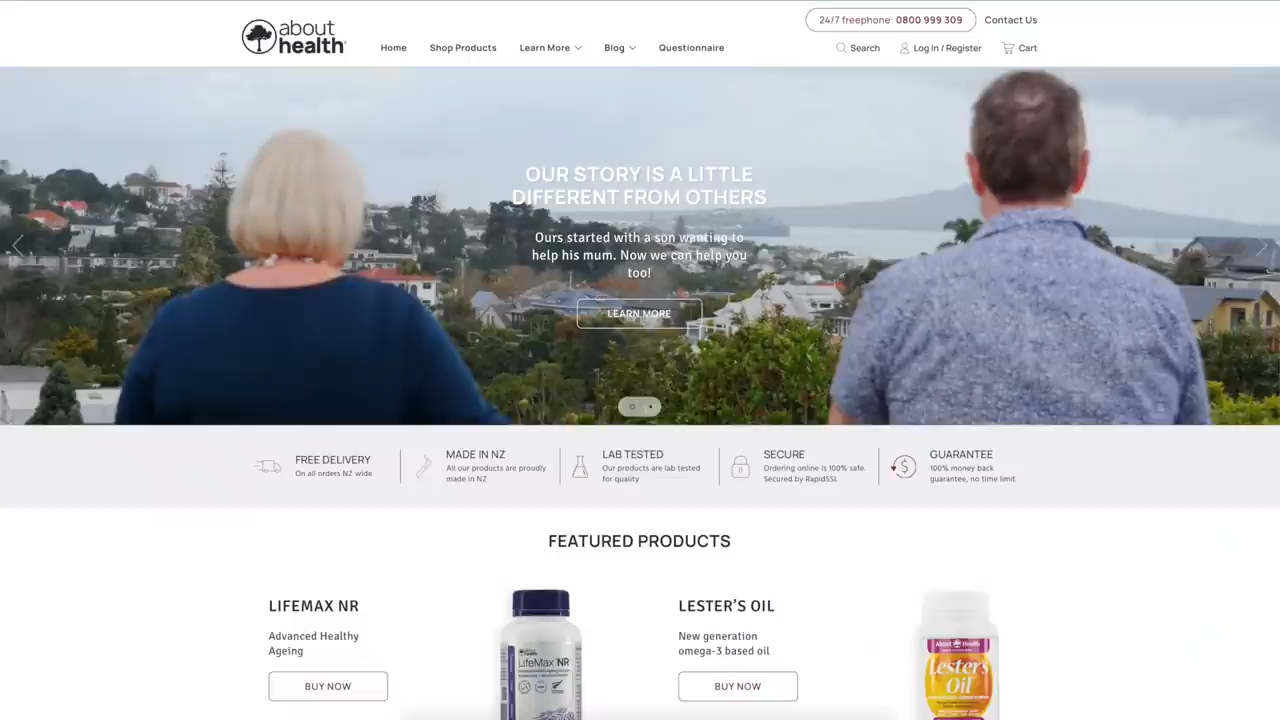 about
health
24/7 freephone: 0800 999 309
Contact Us
Home
Shop Products
Learn More
Blog
Questionnaire
Search
Log In / Register
Cart
OUR STORY IS A LITTLE
DIFFERENT FROM OTHERS
Ours started with a son wanting to
help his mum. Now we can help you
too!
LEARN MORE
FREE DELIVERY
On all orders NZ wide
MADE IN NZ
All our products are proudly
made in NZ
LAB TESTED
Our products are lab tested
for quality
SECURE
Ordering online is 100% safe.
Secured by RapidSSL
GUARANTEE
100% money back
guarantee, no time limit
FEATURED PRODUCTS
LIFEMAX NR
Advanced Healthy
Ageing
BUY NOW
about
health
LifeMax NR
LESTER'S OIL
New generation
omega-3 based oil
BUY NOW
About Health
Lester's
Oil